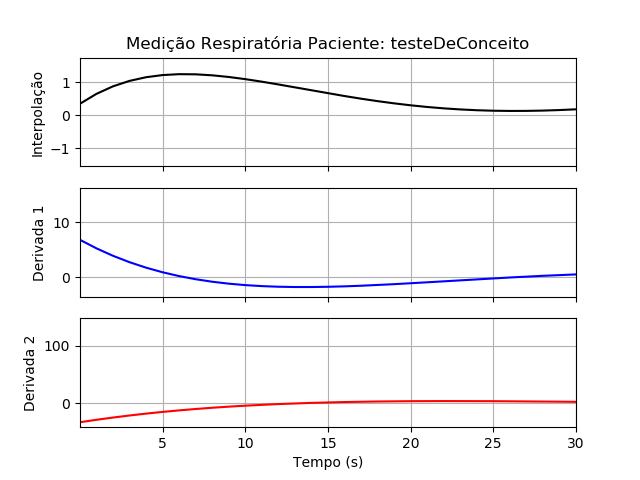 Medição Respiratória Paciente: testeDeConceito
Interpolação
1
0
−1
Derivada 1
10
0
Derivada 2
100
0
5 10 15 20 25 30
Tempo (s)